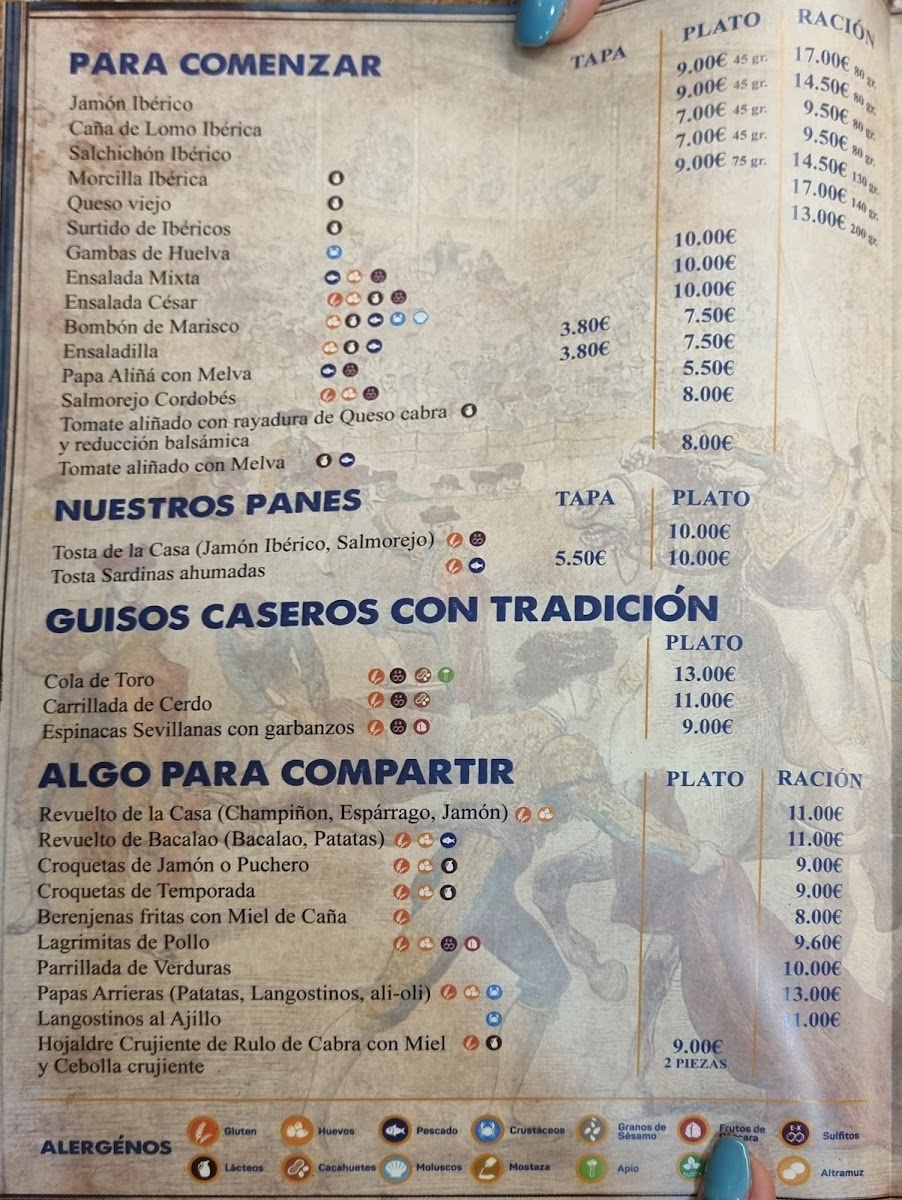 PARA COMENZAR TAPA PLATO RACIÓN
Jamón Ibérico 9.00€ 45 gr. 17.00€ 80 gr.
Caña de Lomo Ibérica 9.00€ 45 gr. 14.50€ 80 gr.
Salchichón Ibérico 7.00€ 45 gr. 9.50€ 80 gr.
Morcilla Ibérica 7.00€ 45 gr. 9.50€ 80 gr.
Queso viejo 9.00€ 75 gr. 14.50€ 130 gr.
Surtido de Ibéricos 17.00€ 140 gr.
Gambas de Huelva 13.00€ 200 gr.
Ensalada Mixta 10.00€
Ensalada César 10.00€
Bombón de Marisco 10.00€
Ensaladilla 3.80€ 7.50€
Papa Aliñá con Melva 3.80€ 7.50€
Salmorejo Cordobés 5.50€
Tomate aliñado con rayadura de Queso cabra 8.00€
y reducción balsámica
Tomate aliñado con Melva 8.00€
NUESTROS PANES TAPA PLATO
Tosta de la Casa (Jamón Ibérico, Salmorejo) 10.00€
Tosta Sardinas ahumadas 5.50€ 10.00€
GUISOS CASEROS CON TRADICIÓN
PLATO
Cola de Toro 13.00€
Carrillada de Cerdo 11.00€
Espinacas Sevillanas con garbanzos 9.00€
ALGO PARA COMPARTIR PLATO RACIÓN
Revuelto de la Casa (Champiñon, Espárrago, Jamón) 11.00€
Revuelto de Bacalao (Bacalao, Patatas) 11.00€
Croquetas de Jamón o Puchero 9.00€
Croquetas de Temporada 9.00€
Berenjenas fritas con Miel de Caña 8.00€
Lagrimitas de Pollo 9.60€
Parrillada de Verduras 10.00€
Papas Arrieras (Patatas, Langostinos, ali-oli) 13.00€
Langostinos al Ajillo 11.00€
Hojaldre Crujiente de Rulo de Cabra con Miel 9.00€
y Cebolla crujiente 2 PIEZAS
ALERGÉNOS
Gluten Huevos Pescado Crustáceos Granos de Sésamo Frutos de Sulfitos
Lácteos Cacahuetes Moluscos Mostaza Apio Altramuz